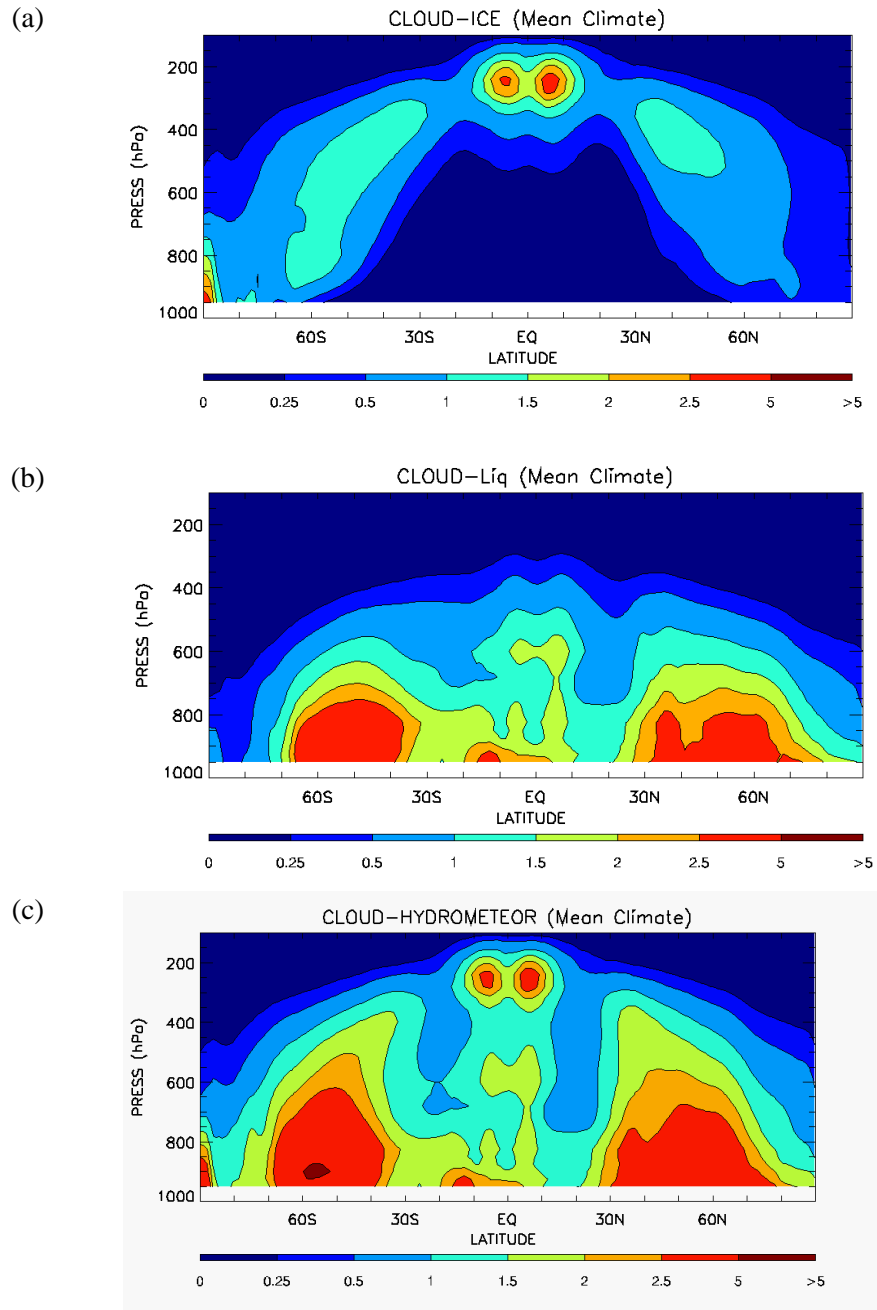 (a)
CLOUD-ICE (Mean Climate)
200
400
600
800
1000
PRESS (hPa)
60S 30S EQ 30N 60N
LATITUDE
0 0.25 0.5 1 1.5 2 2.5 5 >5
(b)
CLOUD-Liq (Mean Climate)
200
400
600
800
1000
PRESS (hPa)
60S 30S EQ 30N 60N
LATITUDE
0 0.25 0.5 1 1.5 2 2.5 5 >5
(c)
CLOUD-HYDROMETEOR (Mean Climate)
200
400
600
800
1000
PRESS (hPa)
60S 30S EQ 30N 60N
LATITUDE
0 0.25 0.5 1 1.5 2 2.5 5 >5